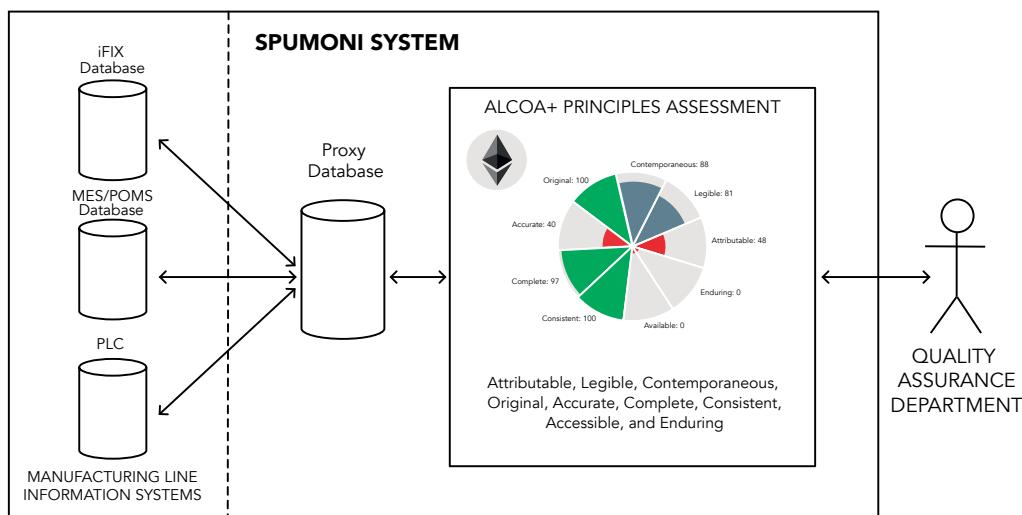 SPUMONI SYSTEM
iFIX
Database
MES/POMS
Database
PLC
MANUFACTURING LINE
INFORMATION SYSTEMS
Proxy
Database
ALCOA+ PRINCIPLES ASSESSMENT
Contemporaneous: 88
Original: 100
Legible: 81
Accurate: 40
Attributable: 48
Complete: 97
Enduring: 0
Consistent: 100
Available: 0
Attributable, Legible, Contemporaneous,
Original, Accurate, Complete, Consistent,
Accessible, and Enduring
QUALITY
ASSURANCE
DEPARTMENT